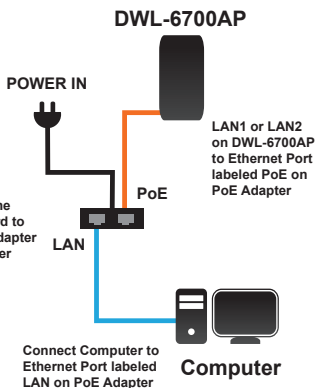 DWL-6700AP
POWER IN
LAN1 or LAN2
on DWL-6700AP
to Ethernet Port
labeled PoE on
PoE Adapter
PoE
to
LAN
Connect Computer to
Ethernet Port labeled
LAN on PoE Adapter
Computer